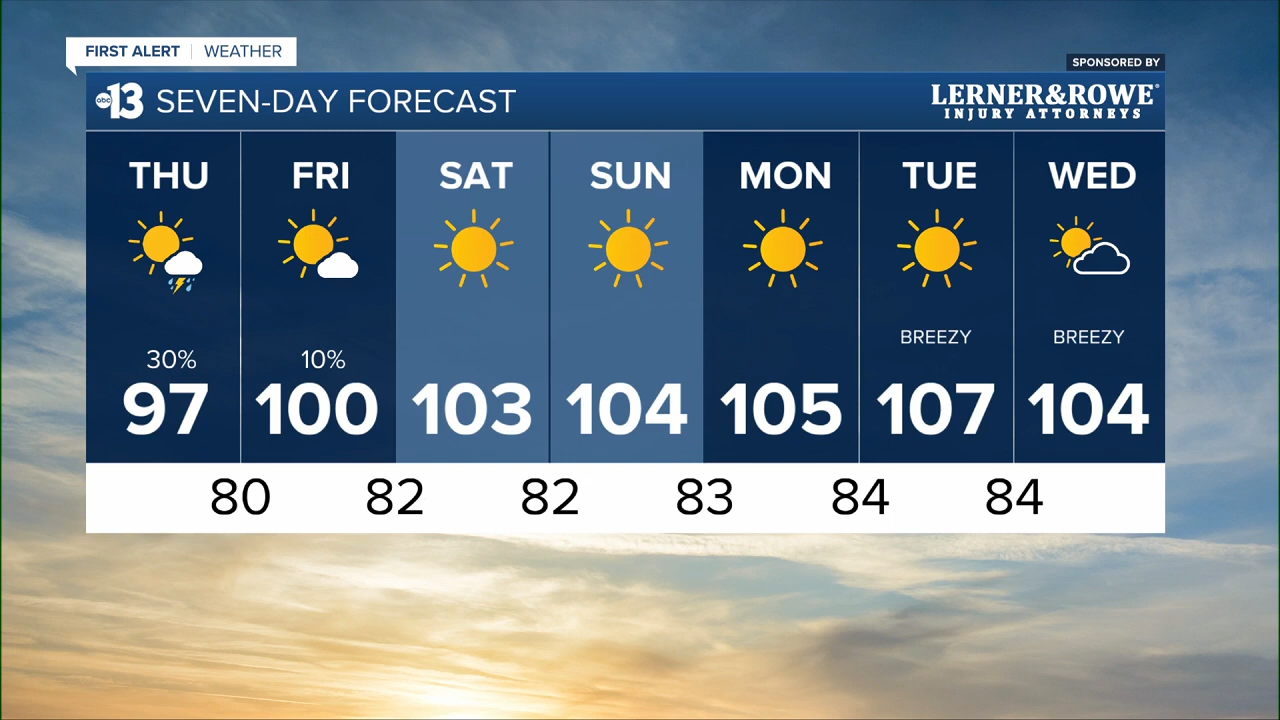 FIRST ALERT | WEATHER
SPONSORED BY
abc 13 SEVEN-DAY FORECAST
LERNER&ROWE®
INJURY ATTORNEYS
THU FRI SAT SUN MON TUE WED
BREEZY BREEZY
30% 10%
97 100 103 104 105 107 104
80 82 82 83 84 84